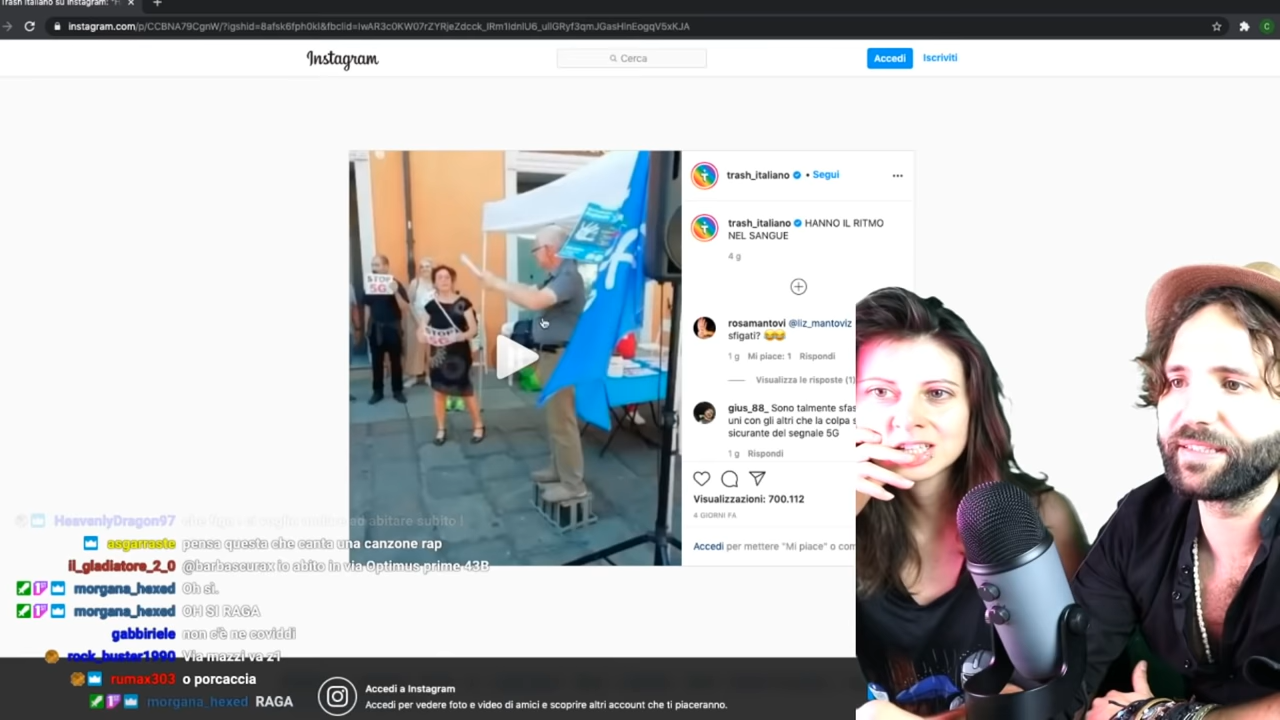 Trash Italiano su Instagram: "H
instagram.com/p/CCBNA79CgnW/?igshid=8afsk6fph0kl&fbclid=
Instagram
Cerca
Accedi
Iscriviti
trash_italiano • Segui
trash_italiano HANNO IL RITMO
NEL SANGUE
4 g
rosamantovi @liz_mantoviz
sfigati? 😂😂
1 g Mi piace: 1 Rispondi
Visualizza le risposte (1)
gius_88_ Sono talmente sfas
uni con gli altri che la colpa s
sicurante del segnale 5G
1 g Rispondi
Visualizzazioni: 700.112
4 GIORNI FA
Accedi per mettere "Mi piace" o com
STOP
5G
STOP
HeavenlyDragon97
abitare subito !
asgarraste pensa questa che canta una canzone rap
il_gladiatore_2_0 @barbascurax io abito in via Optimus prime 43B
morgana_hexed Oh sì.
morgana_hexed OH SI RAGA
gabbiriele non c'è ne coviddi
rock_buster1990 Via mazzi va z1
rumax303 o porcaccia
morgana_hexed RAGA
Accedi a Instagram
Accedi per vedere foto e video di amici e scoprire altri account che ti piaceranno.